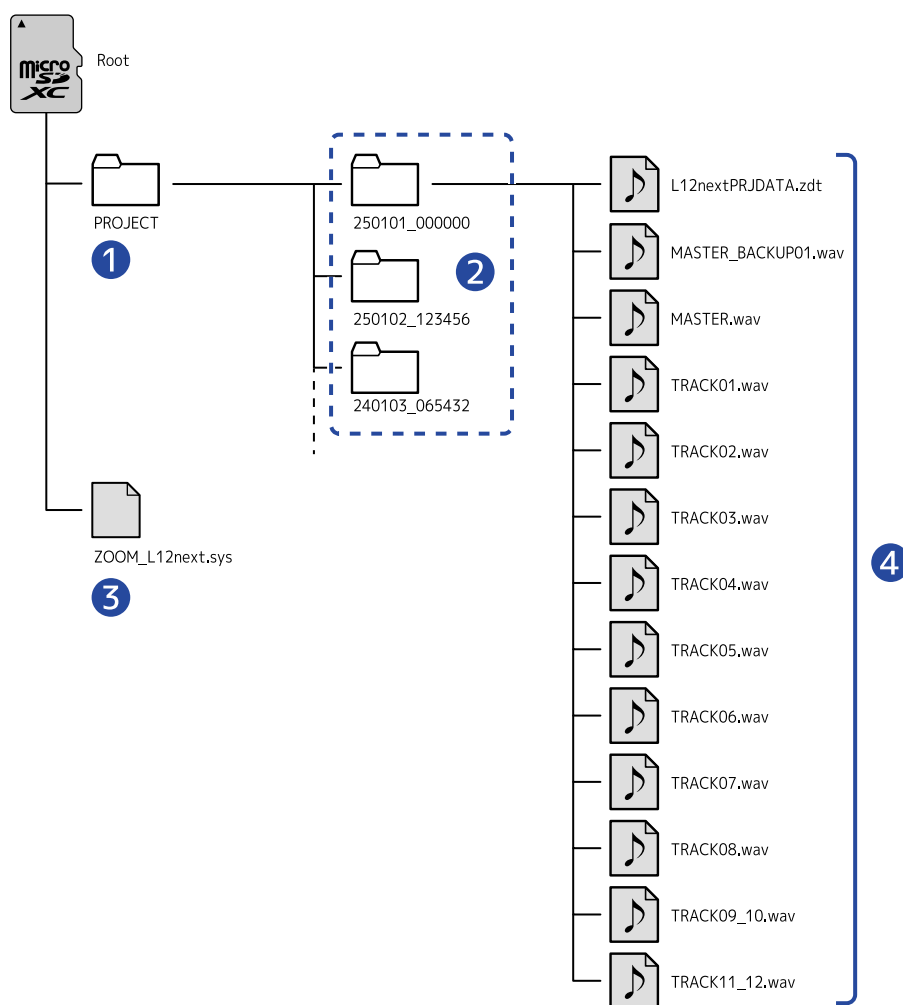 micro
SD
XC
Root
PROJECT
1
250101_000000
2
250102_123456
240103_065432
ZOOM_L12next.sys
3
L12nextPRJDATA.zdt
MASTER_BACKUP01.wav
MASTER.wav
TRACK01.wav
TRACK02.wav
TRACK03.wav
TRACK04.wav
TRACK05.wav
TRACK06.wav
TRACK07.wav
TRACK08.wav
TRACK09_10.wav
TRACK11_12.wav
4